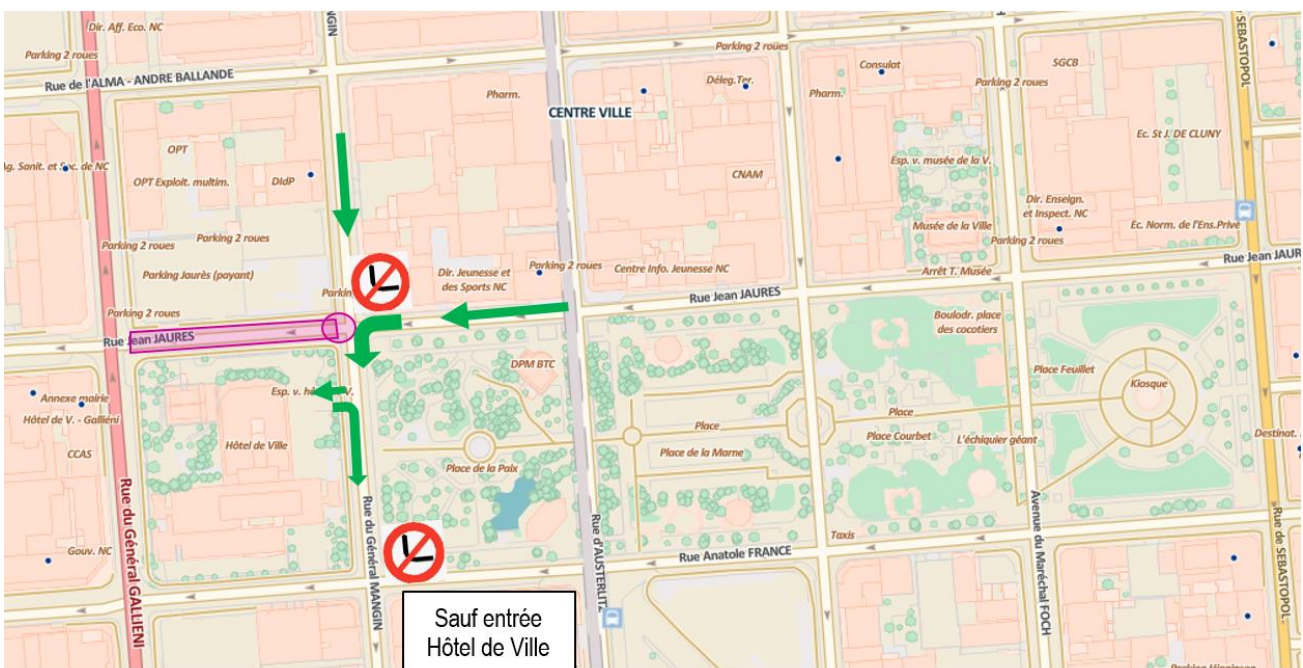 Dir. Aff. Eco. NC
Parking 2 roues
Rue de l'ALMA - ANDRE BALLANDE
MANGIN
Parking 2 roues
SEBASTOPOL
Pharm.
CENTRE VILLE
Déleg.Ter.
Consulat
Pharm.
SGCB
Parking 2 roues
OPT
OPT Exploit. multim.
DIdP
Ag. Sanit. et Soc. de NC
CNAM
Esp. v. musée de la V.
Ec. St J. DE CLUNY
Dir. Enseign.
et Inspect. NC
Musée de la Ville
Ec. Norm. de l'Ens.Privé
Parking 2 roues
Parking 2 roues
Parking 2 roues
Parking Jaurès (payant)
Dir. Jeunesse et
des Sports NC
Parking 2 roues
Centre Info. Jeunesse NC
Arrêt T. Musée
Rue Jean JAUR
Parkin
Parking 2 roues
Rue Jean JAURES
Rue Jean JAURES
Boulodr. place
des cocotiers
DPM BTC
Place Feuillet
Kiosque
Annexe mairie
Hôtel de V. - Galliéni
Esp. v. hô
V.
Hôtel de Ville
CCAS
Place
Place de la Marne
Place
Place Courbet
L'échiquier géant
Destinat.
Place de la Paix
Gouv. NC
Rue du Général GALLIENI
Rue du Général MANGIN
Rue d'AUSTERLITZ
Rue Anatole FRANCE
Taxis
Avenue du Maréchal FOCH
Rue de SEBASTOPOL
Sauf entrée
Hôtel de Ville